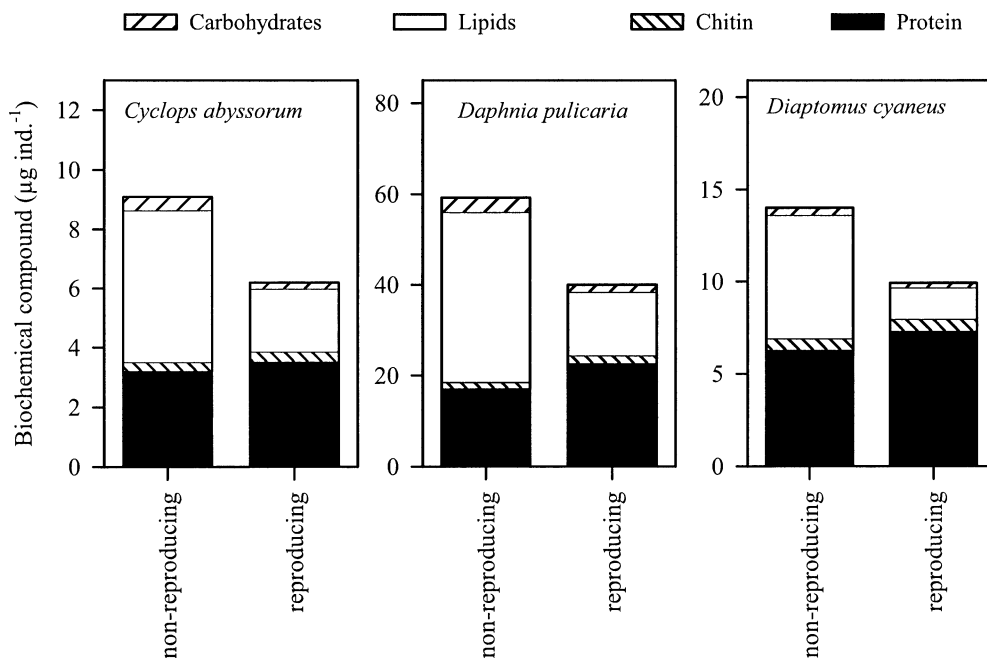 Carbohydrates Lipids Chitin Protein
Biochemical compound (µg ind.⁻¹)
Cyclops abyssorum
12
10
8
6
4
2
0
non-reproducing
reproducing
Daphnia pulicaria
80
60
40
20
0
non-reproducing
reproducing
Diaptomus cyaneus
20
15
10
5
0
non-reproducing
reproducing